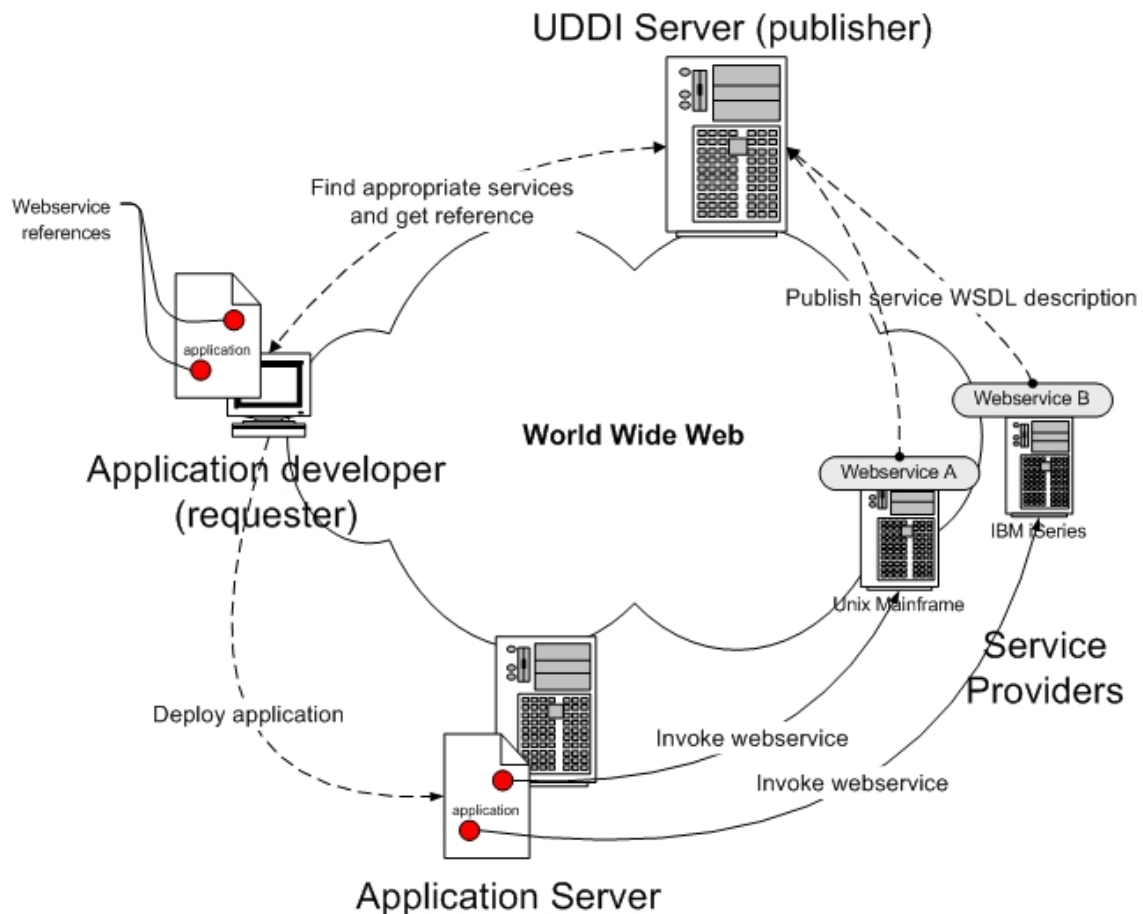 UDDI Server (publisher)
Find appropriate services
and get reference
Webservice
references
application
Publish service WSDL description
Webservice B
World Wide Web
Application developer
(requester)
Webservice A
IBM iSeries
Unix Mainframe
Service
Providers
Deploy application
Invoke webservice
Invoke webservice
application
Application Server